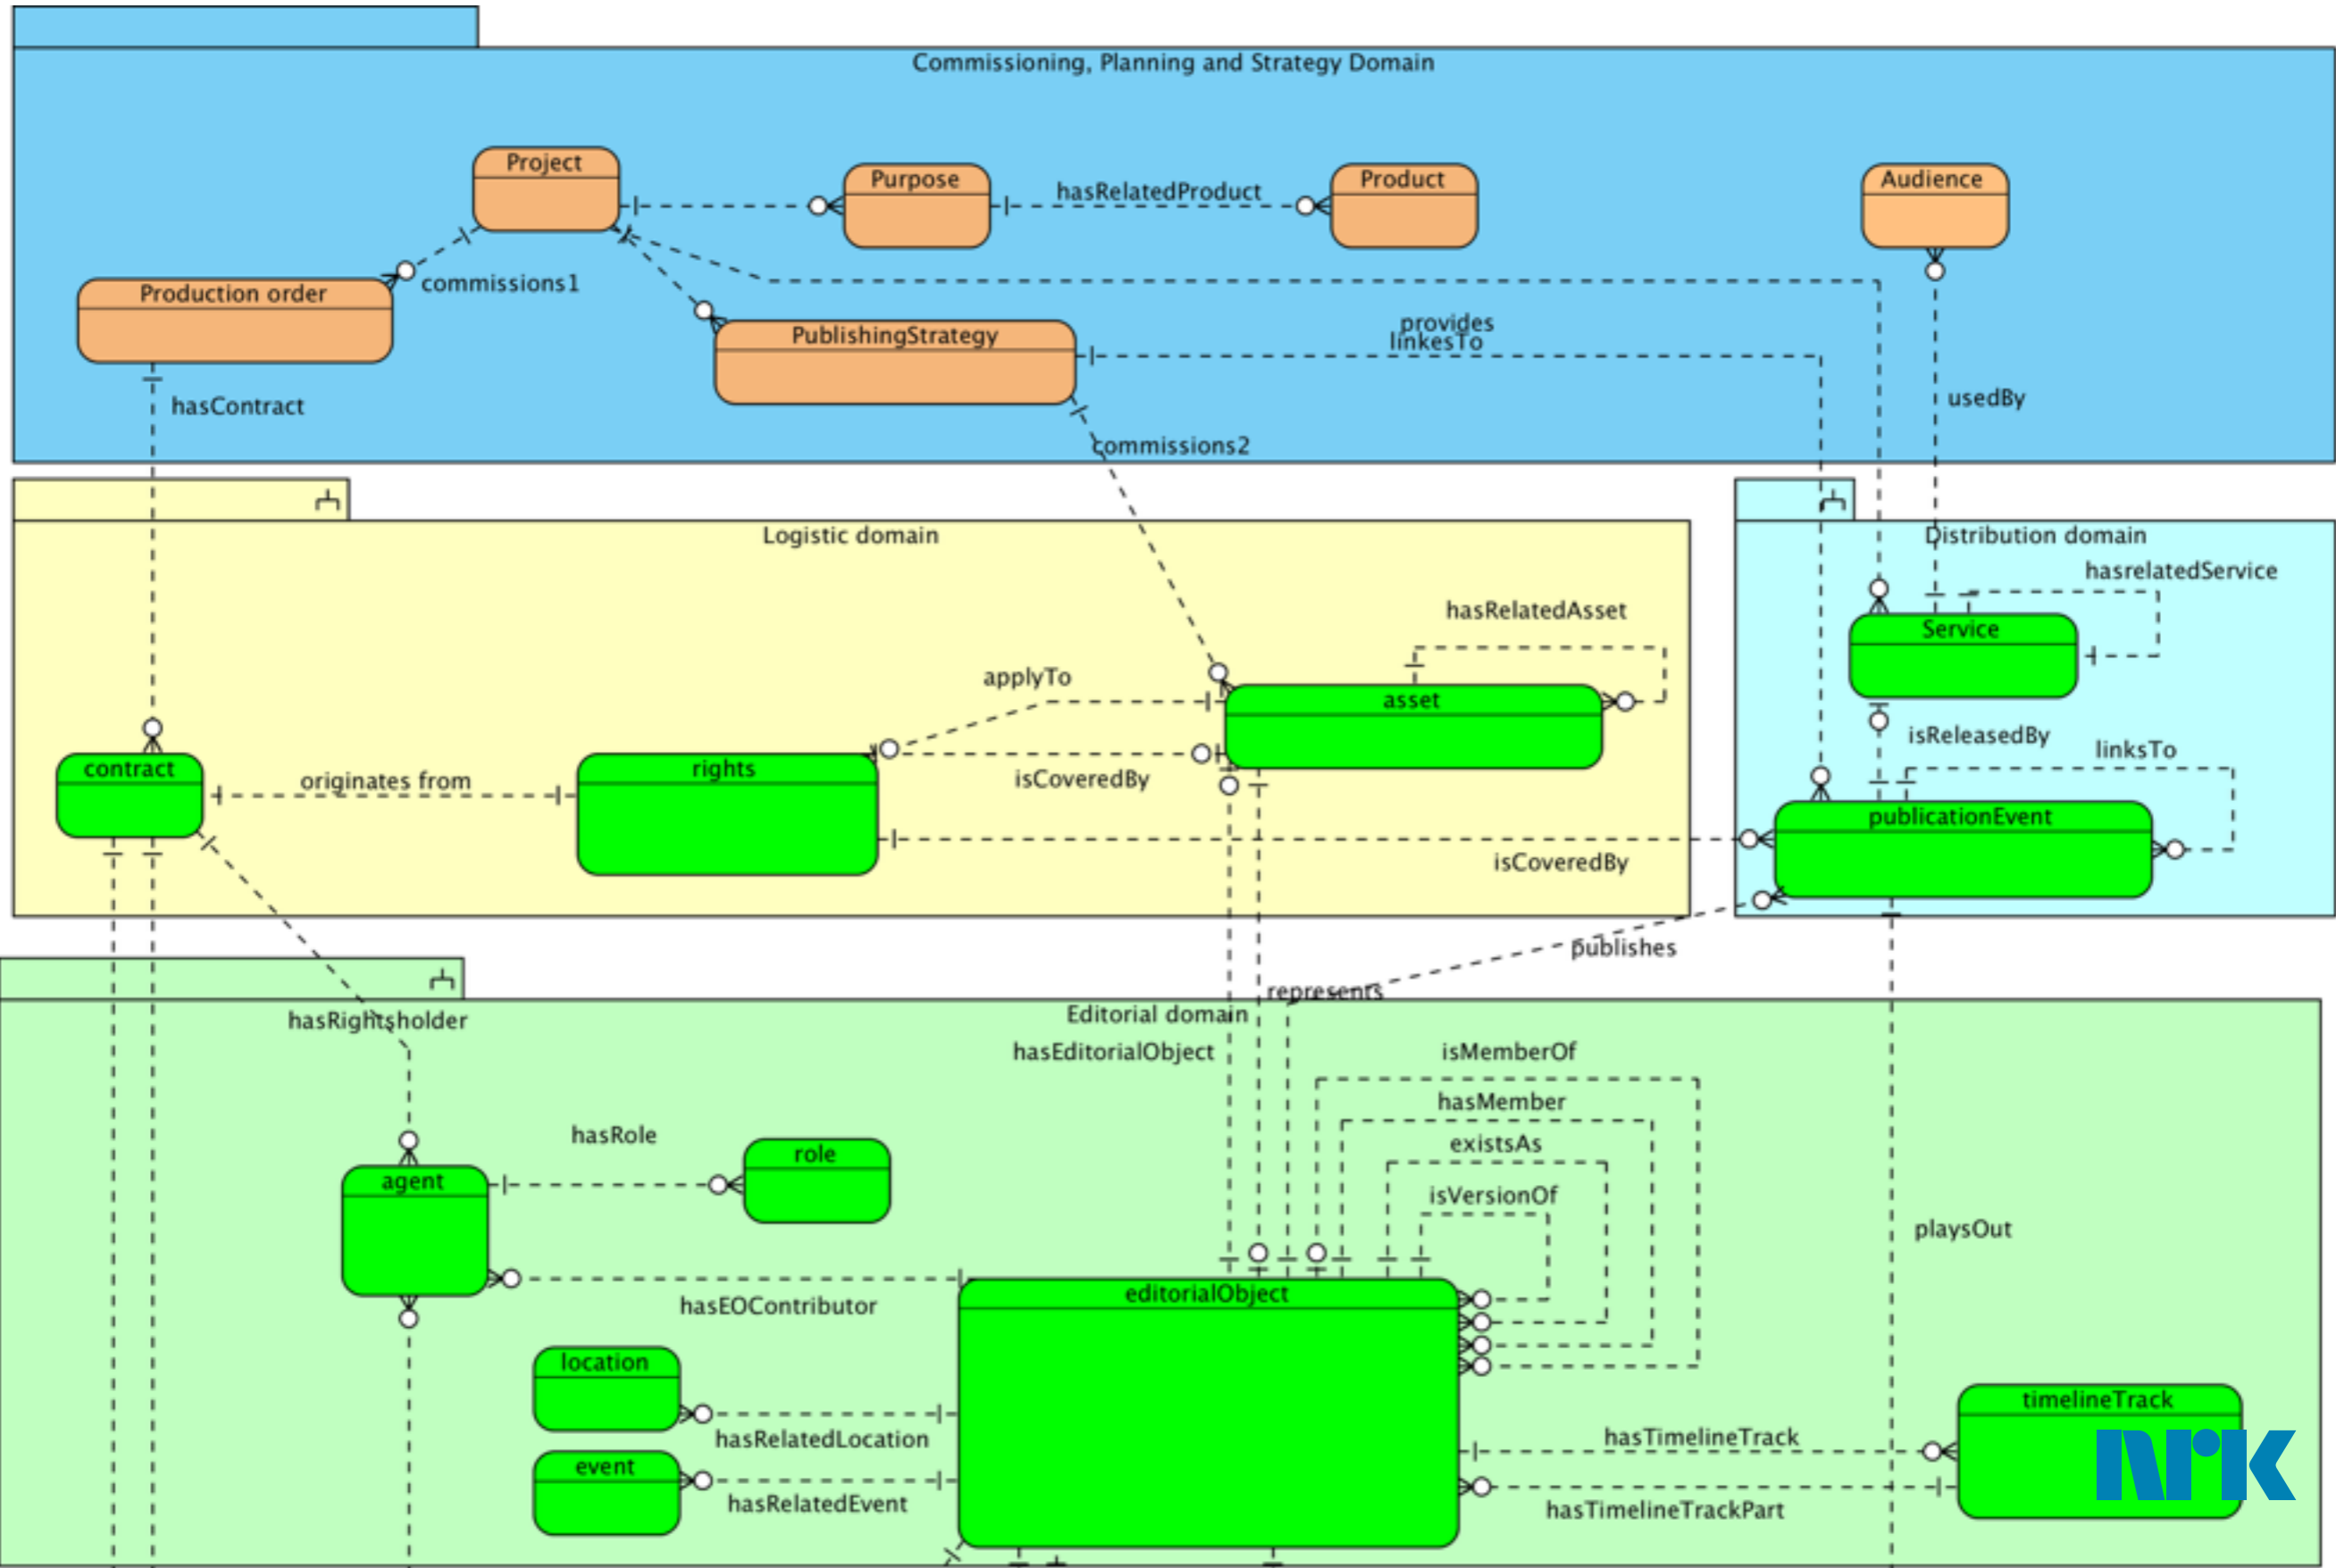 Commissioning, Planning and Strategy Domain
Project
Purpose
hasRelatedProduct
Product
Audience
commissions1
Production order
PublishingStrategy
provides
linkesTo
usedBy
hasContract
commissions2
Logistic domain
Distribution domain
hasrelatedService
hasRelatedAsset
Service
applyTo
asset
isReleasedBy
linksTo
contract
originates from
rights
isCoveredBy
publicationEvent
isCoveredBy
publishes
represents
Editorial domain
hasRightsholder
hasEditorialObject
isMemberOf
hasMember
hasRole
role
existsAs
agent
isVersionOf
playsOut
hasEOContributor
editorialObject
location
hasRelatedLocation
event
hasRelatedEvent
timelineTrack
hasTimelineTrack
hasTimelineTrackPart
nrk